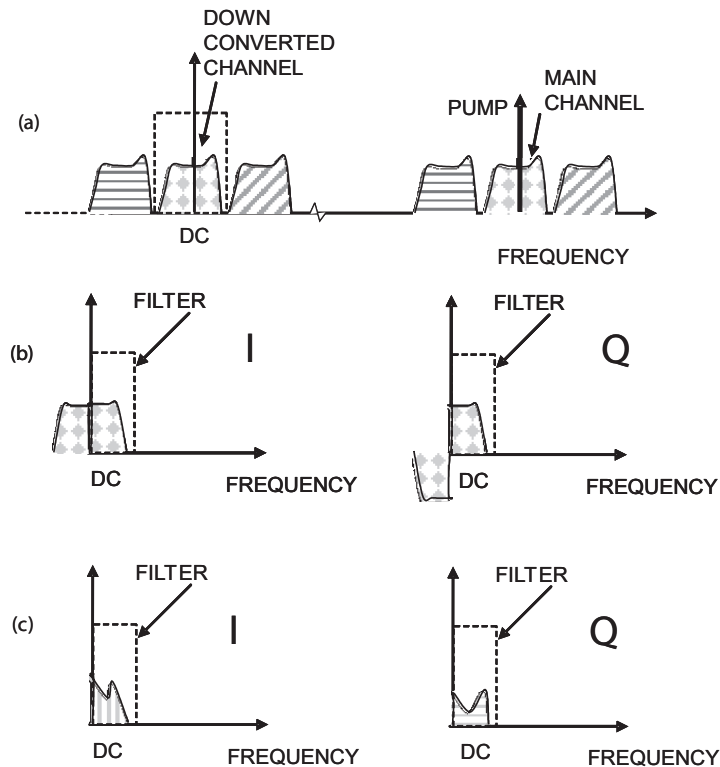 DOWN
CONVERTED
CHANNEL
MAIN
CHANNEL
PUMP
(a)
DC
FREQUENCY
FILTER
FILTER
(b)
I
Q
DC
DC
FREQUENCY
FREQUENCY
FILTER
FILTER
(c)
I
Q
DC
DC
FREQUENCY
FREQUENCY